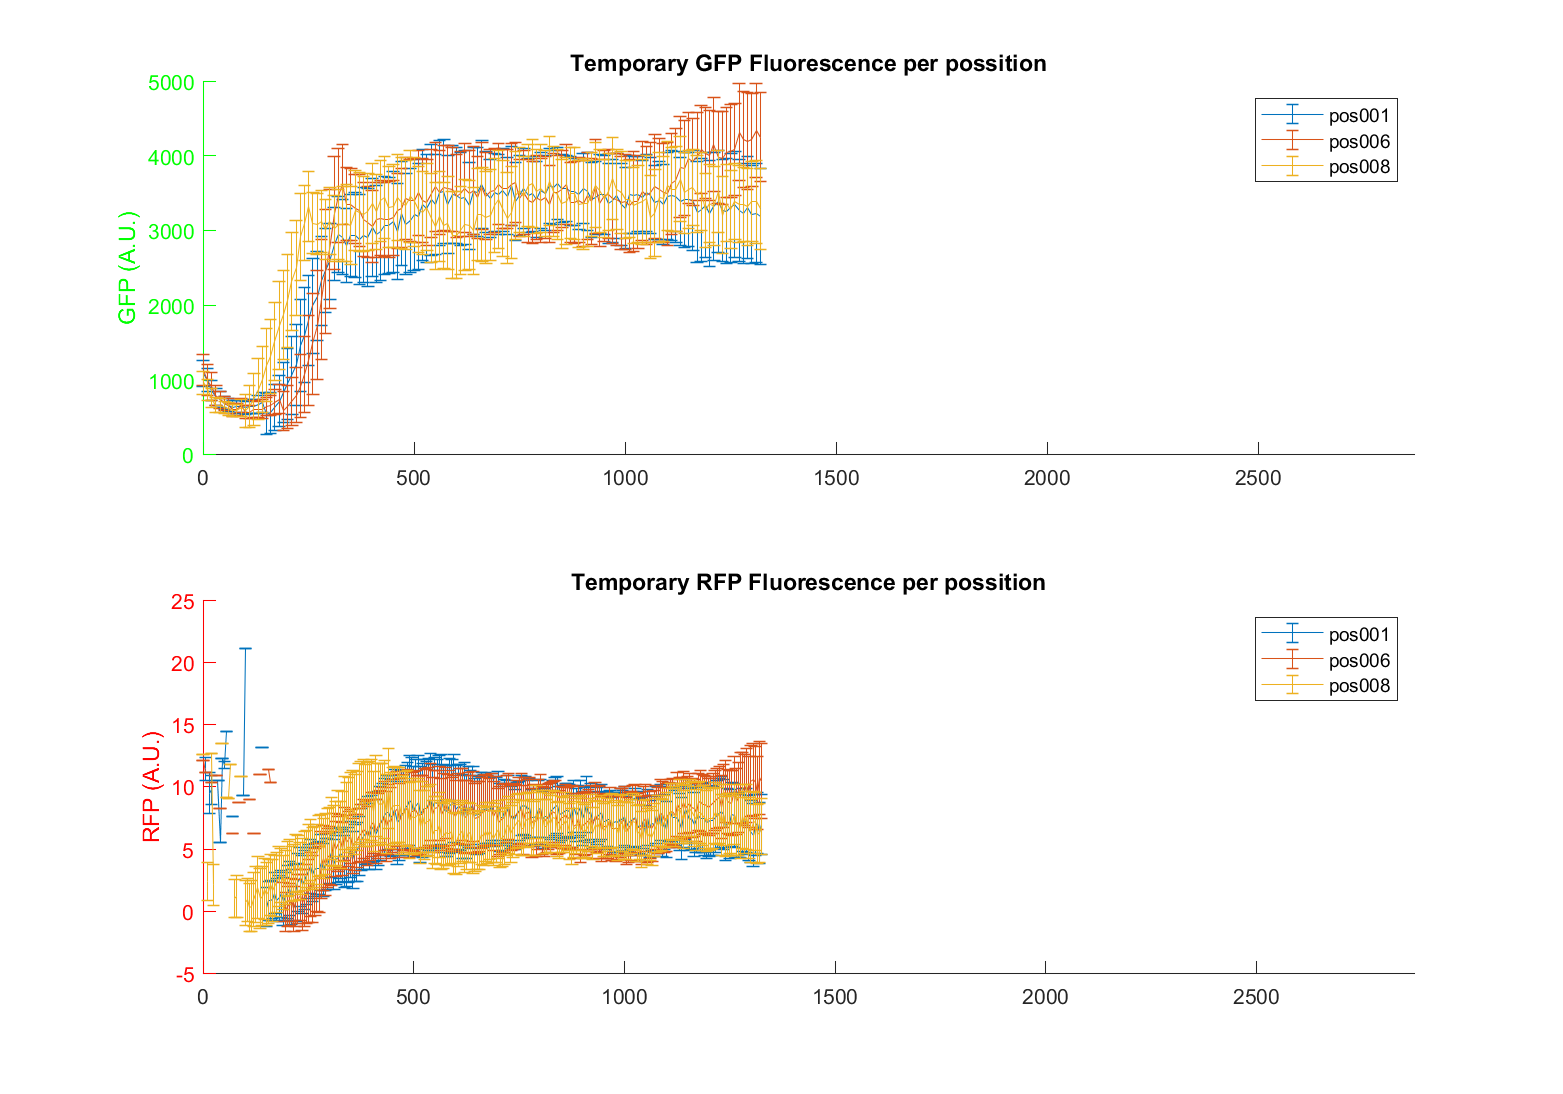 Temporary GFP Fluorescence per possition
5000
4000
3000
2000
1000
0
GFP (A.U.)
0 500 1000 1500 2000 2500
pos001
pos006
pos008
Temporary RFP Fluorescence per possition
25
20
15
10
5
0
-5
RFP (A.U.)
0 500 1000 1500 2000 2500
pos001
pos006
pos008